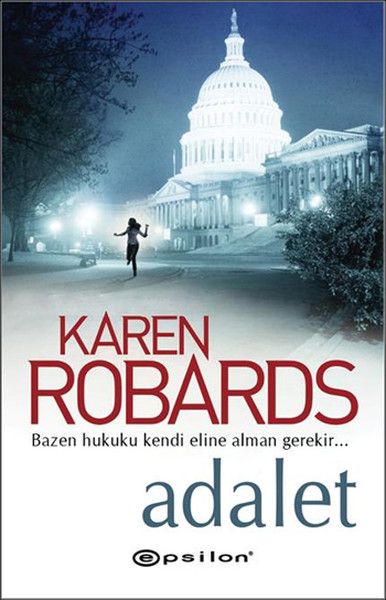 KAREN
ROBARDS
Bazen hukuku kendi eline alman gerekir...
adalet
epsilon®